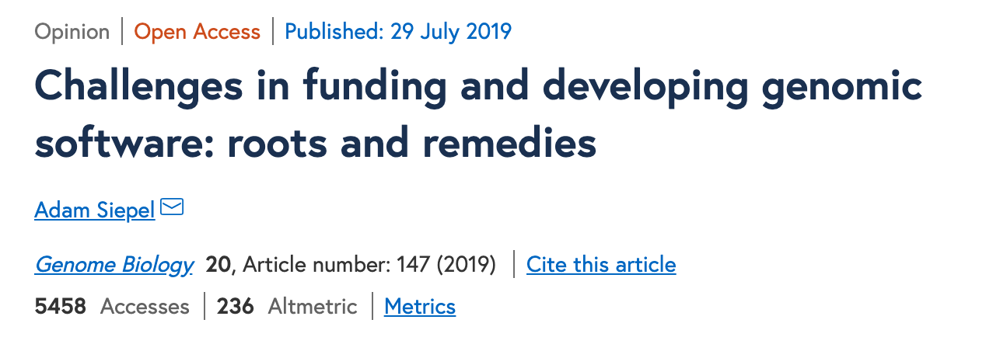 Opinion | Open Access | Published: 29 July 2019
Challenges in funding and developing genomic
software: roots and remedies
Adam Siepel
Genome Biology 20, Article number: 147 (2019) | Cite this article
5458 Accesses | 236 Altmetric | Metrics